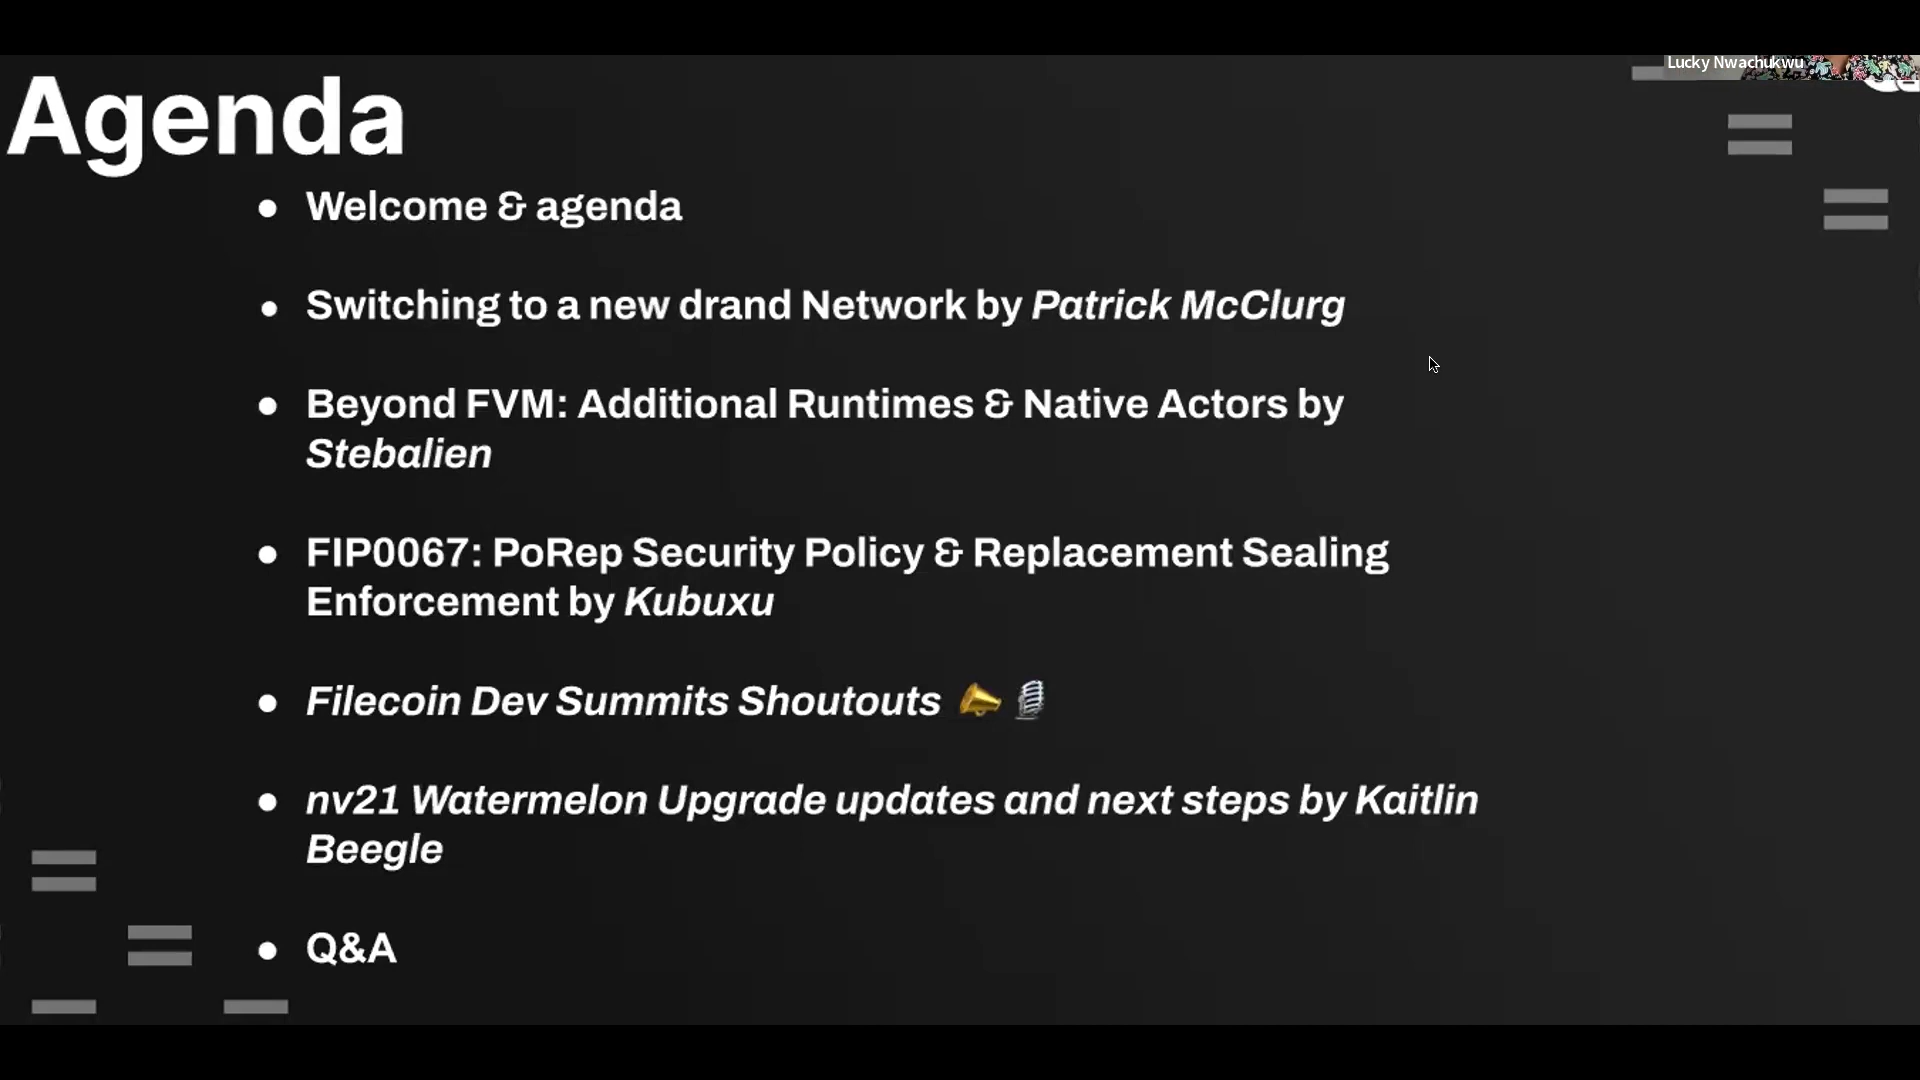 Lucky Nwachukwu
Agenda
● Welcome & agenda
● Switching to a new drand Network by Patrick McClurg
● Beyond FVM: Additional Runtimes & Native Actors by
Stebalien
● FIP0067: PoRep Security Policy & Replacement Sealing
Enforcement by Kubuxu
● Filecoin Dev Summits Shoutouts 📣🎙️
● nv21 Watermelon Upgrade updates and next steps by Kaitlin
Beegle
● Q&A